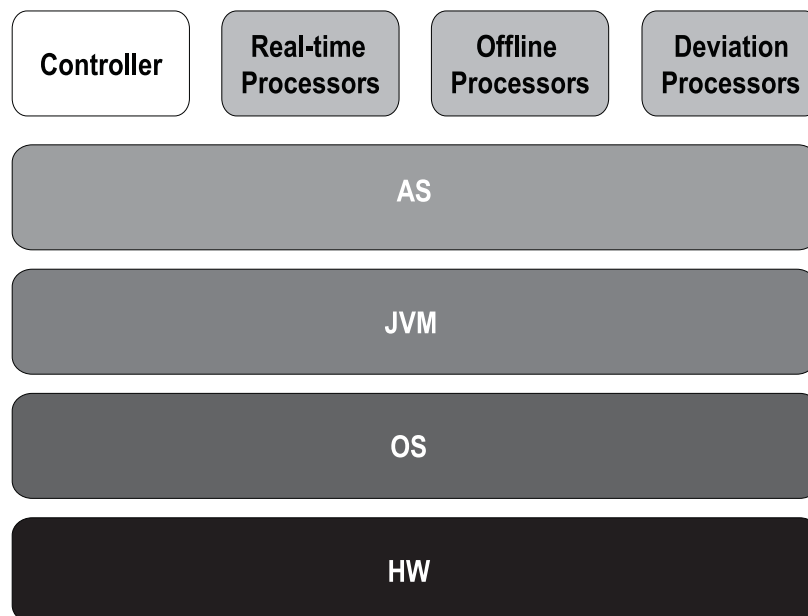 Controller
Real-time
Processors
Offline
Processors
Deviation
Processors
AS
JVM
OS
HW